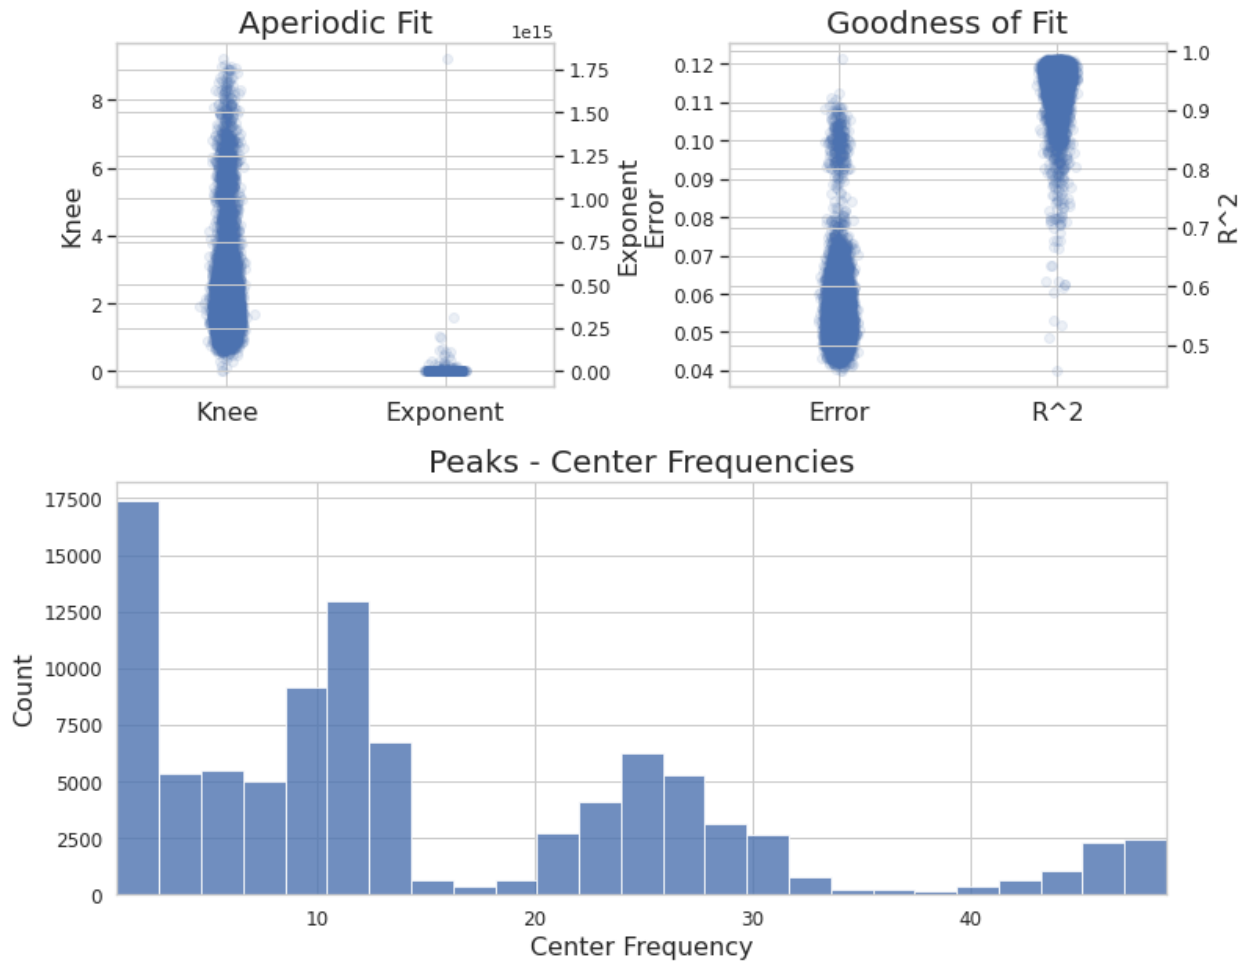 Aperiodic Fit
1e15
Knee
8
6
4
2
0
1.75
1.50
1.25
1.00
0.75
0.50
0.25
0.00
Exponent
Knee
Exponent
Goodness of Fit
Error
0.12
0.11
0.10
0.09
0.08
0.07
0.06
0.05
0.04
1.0
0.9
0.8
0.7
0.6
0.5
R^2
Error
R^2
Peaks - Center Frequencies
Count
17500
15000
12500
10000
7500
5000
2500
0
10
20
30
40
Center Frequency